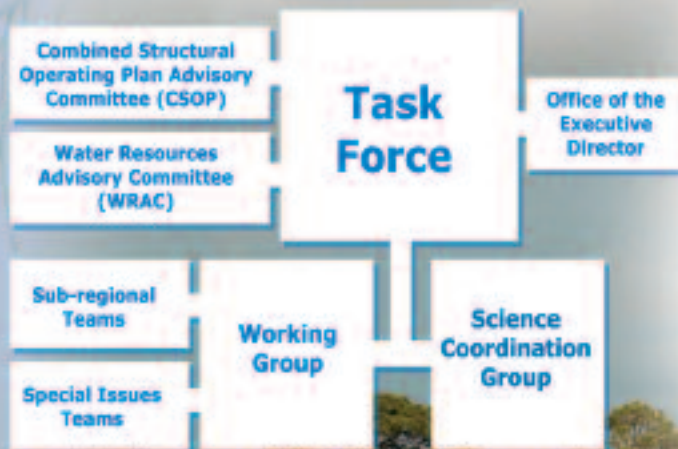 Combined Structural
Operating Plan Advisory
Committee (CSOP)
Task
Force
Office of the
Executive
Director
Water Resources
Advisory Committee
(WRAC)
Sub-regional
Teams
Working
Group
Science
Coordination
Group
Special Issues
Teams